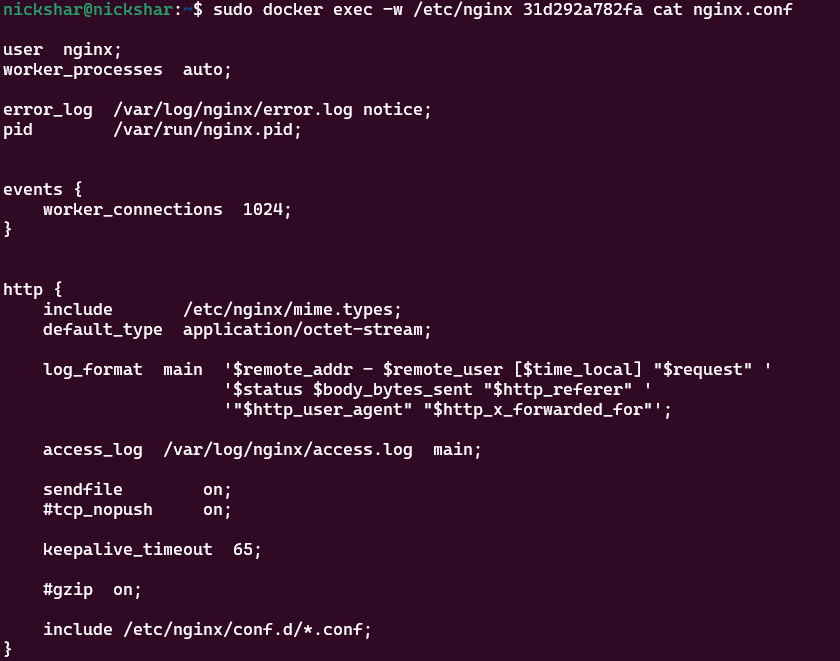 nickshar@nickshar:~$ sudo docker exec -w /etc/nginx 31d292a782fa cat nginx.conf

user  nginx;
worker_processes  auto;

error_log  /var/log/nginx/error.log notice;
pid        /var/run/nginx.pid;


events {
    worker_connections  1024;
}


http {
    include       /etc/nginx/mime.types;
    default_type  application/octet-stream;

    log_format  main  '$remote_addr - $remote_user [$time_local] "$request" '
                      '$status $body_bytes_sent "$http_referer" '
                      '"$http_user_agent" "$http_x_forwarded_for"';

    access_log  /var/log/nginx/access.log  main;

    sendfile        on;
    #tcp_nopush     on;

    keepalive_timeout  65;

    #gzip  on;

    include /etc/nginx/conf.d/*.conf;
}